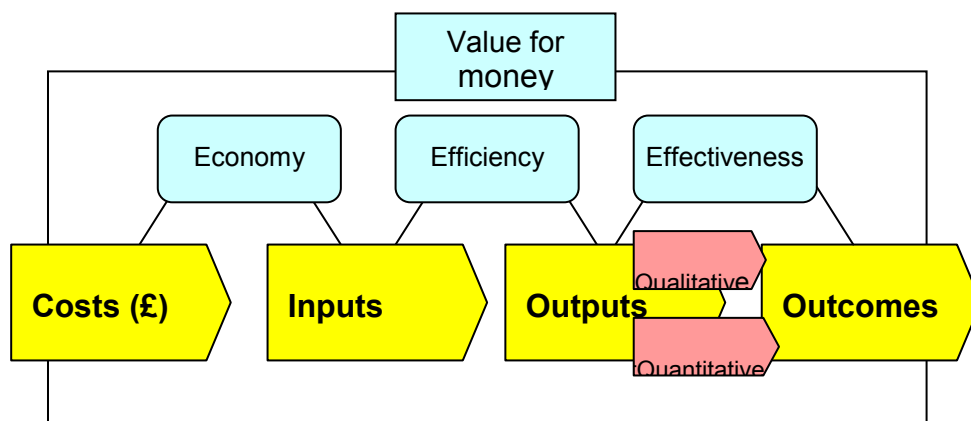 Value for
money
Economy
Efficiency
Effectiveness
Costs (£)
Inputs
Outputs
Qualitative
Quantitative
Outcomes